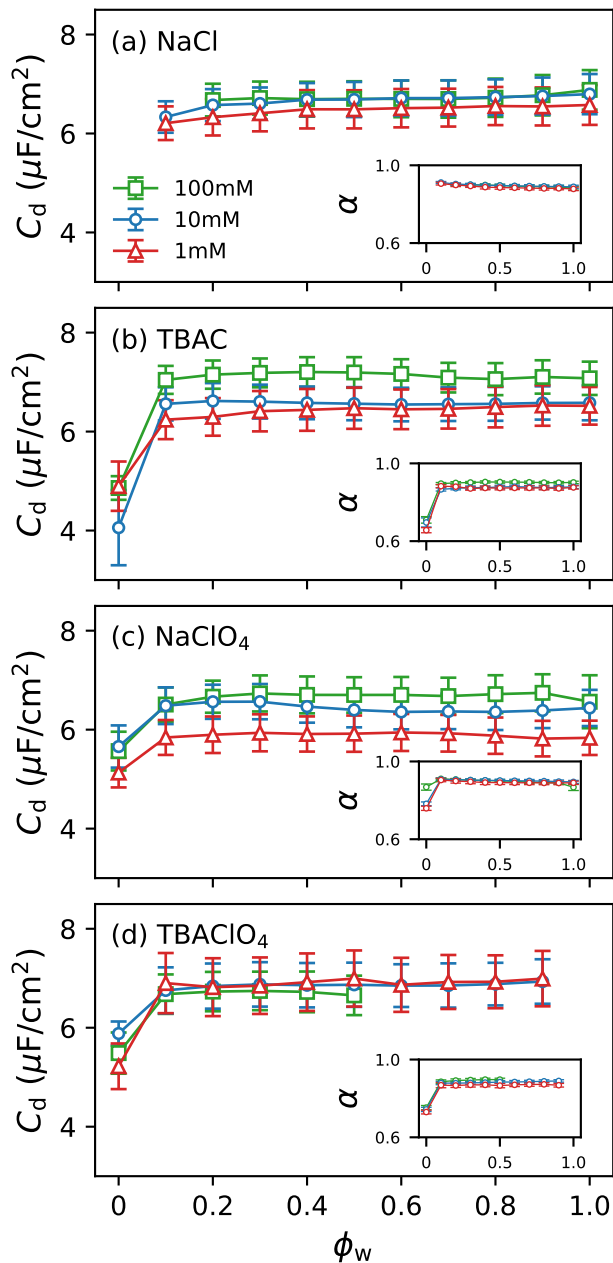 (a) NaCl
8
6
4
C_d (μF/cm²)
100mM
10mM
1mM
α
1.0
0.6
0 0.5 1.0
(b) TBAC
8
6
4
C_d (μF/cm²)
α
1.0
0.6
0 0.5 1.0
(c) NaClO₄
8
6
4
C_d (μF/cm²)
α
1.0
0.6
0 0.5 1.0
(d) TBAClO₄
8
6
4
C_d (μF/cm²)
α
1.0
0.6
0 0.5 1.0
0 0.2 0.4 0.6 0.8 1.0
ϕ_w